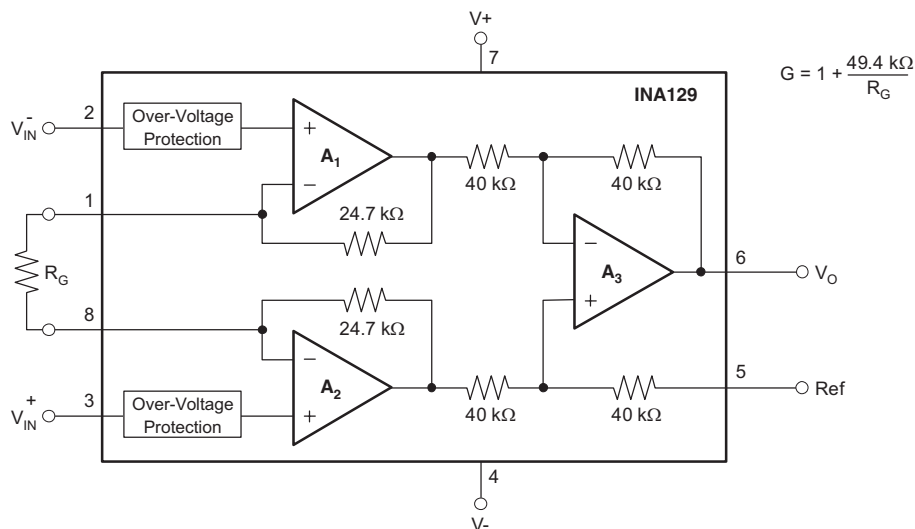 V+
7
INA129
G = 1 + 49.4 kΩ / R_G
2
V_IN^-
Over-Voltage
Protection
+
A_1
−
40 kΩ
40 kΩ
1
24.7 kΩ
R_G
−
A_3
+
6
V_O
8
24.7 kΩ
−
A_2
+
5
Ref
3
V_IN^+
Over-Voltage
Protection
40 kΩ
40 kΩ
4
V-